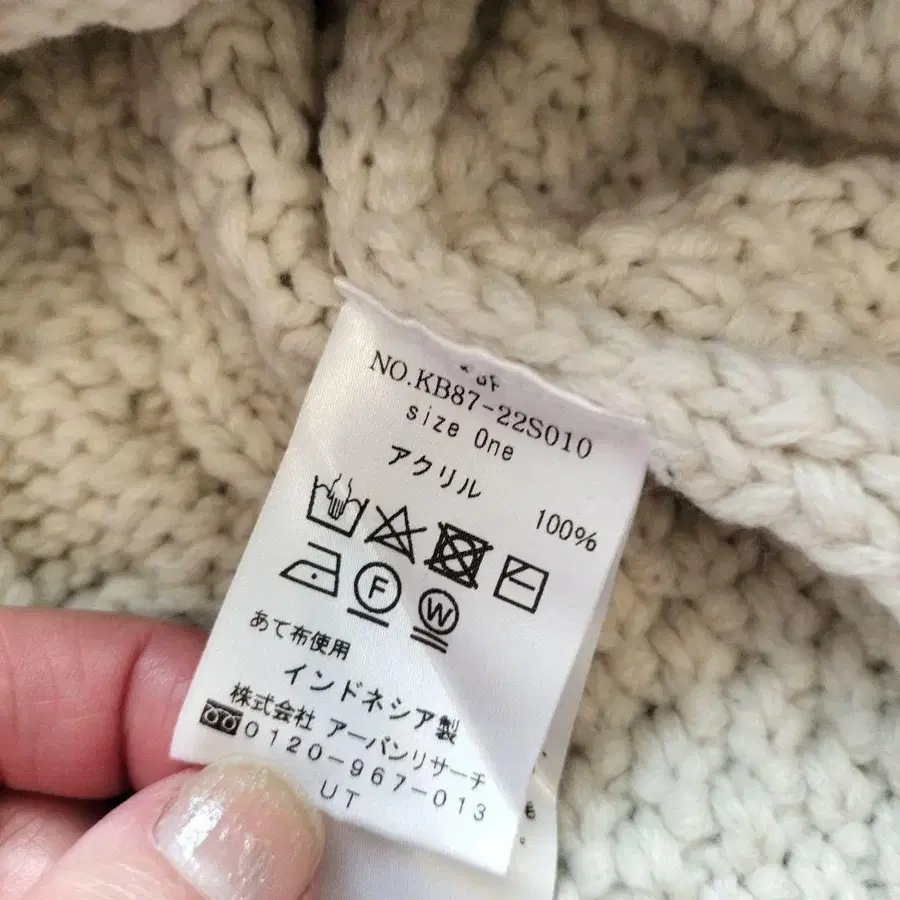 NO.KB87-22S010
size One
アクリル 100%
F W
あて布使用
インドネシア製
株式会社 アーバンリサーチ
0120-967-013
UT